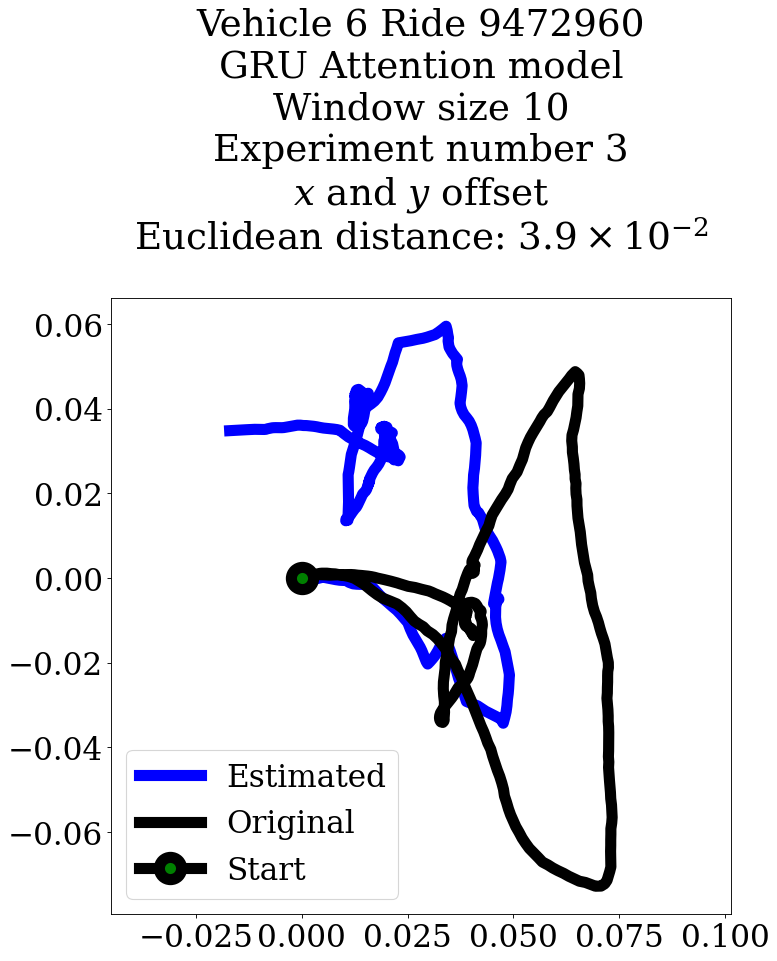 Vehicle 6 Ride 9472960
GRU Attention model
Window size 10
Experiment number 3
x and y offset
Euclidean distance: 3.9 × 10⁻²
0.06
0.04
0.02
0.00
−0.02
−0.04
−0.06
Estimated
Original
Start
−0.025 0.000 0.025 0.050 0.075 0.100